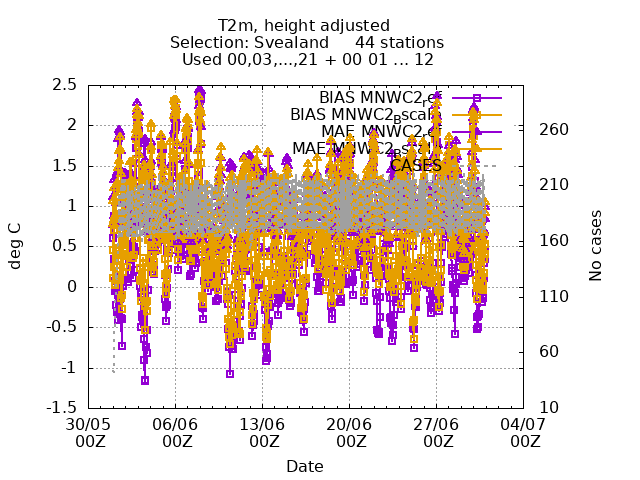 T2m, height adjusted
Selection: Svealand 44 stations
Used 00,03,...,21 + 00 01 ... 12
BIAS MNWC2
BIAS MNWC2_Bscal
MAE MNWC2
MAE MNWC2
CASES
2.5
2
1.5
1
0.5
0
-0.5
-1
-1.5
deg C
260
210
160
110
60
10
No cases
30/05 06/06 13/06 20/06 27/06 04/07
00Z 00Z 00Z 00Z 00Z 00Z
Date